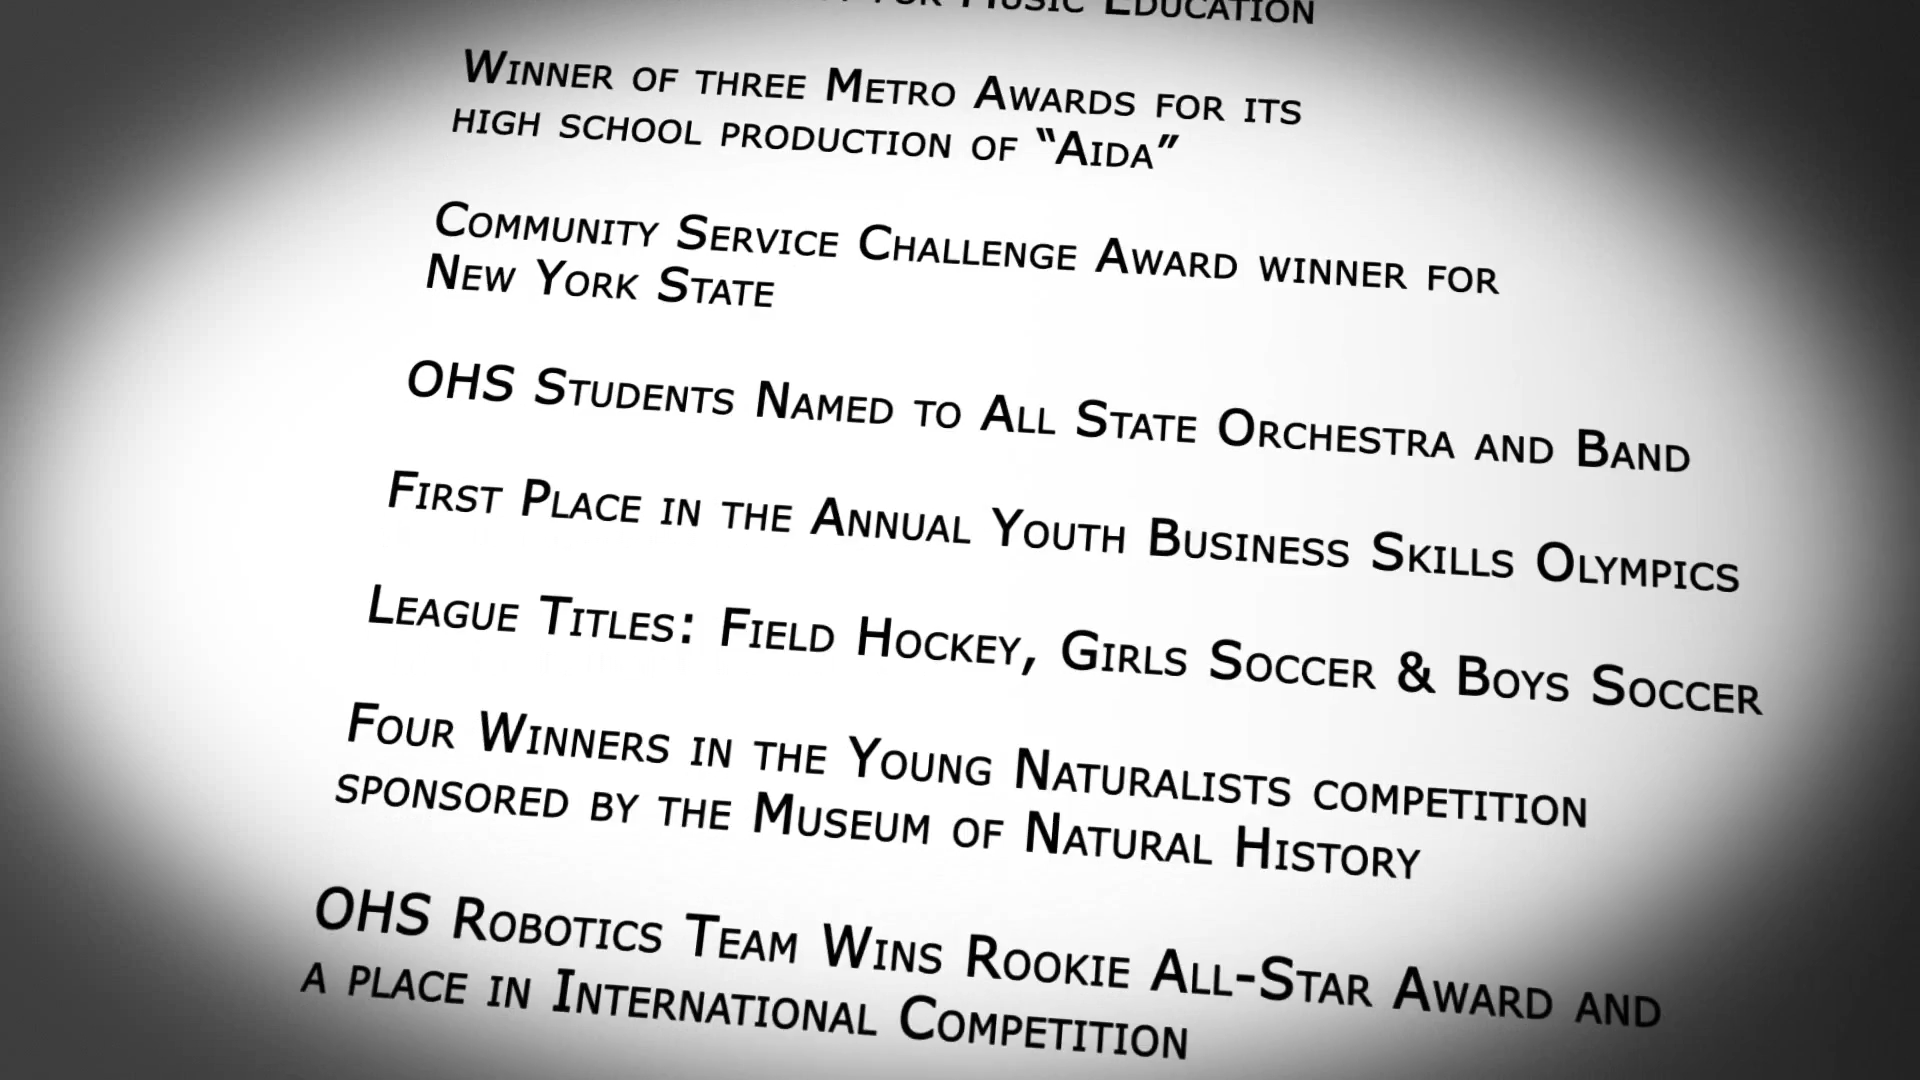 for Music Education
Winner of three Metro Awards for its
high school production of “Aida”
Community Service Challenge Award winner for
New York State
OHS Students Named to All State Orchestra and Band
First Place in the Annual Youth Business Skills Olympics
League Titles: Field Hockey, Girls Soccer & Boys Soccer
Four Winners in the Young Naturalists competition
sponsored by the Museum of Natural History
OHS Robotics Team Wins Rookie All-Star Award and
a place in International Competition